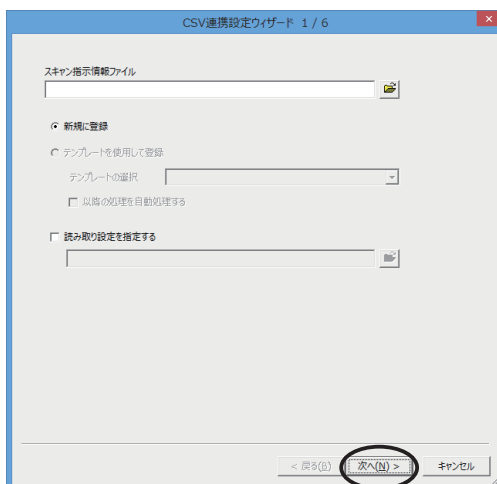 CSV連携設定ウィザード 1 / 6
スキャン指示情報ファイル
新規に登録
テンプレートを使用して登録
テンプレートの選択
以降の処理を自動処理する
読み取り設定を指定する
< 戻る(B) 次へ(N) > キャンセル